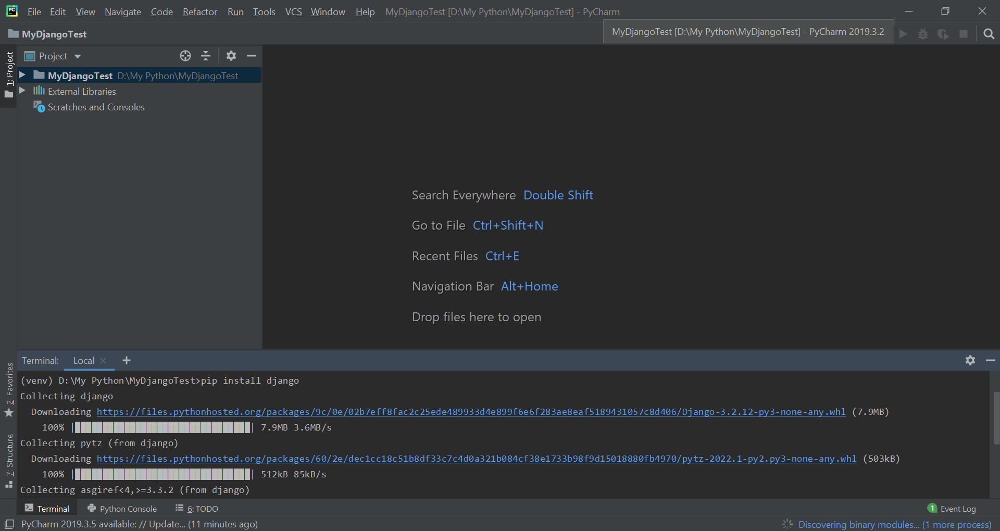 File Edit View Navigate Code Refactor Run Tools VCS Window Help MyDjangoTest [D:\My Python\MyDjangoTest] - PyCharm
MyDjangoTest
MyDjangoTest [D:\My Python\MyDjangoTest] - PyCharm 2019.3.2
1: Project
Project
MyDjangoTest D:\My Python\MyDjangoTest
External Libraries
Scratches and Consoles
Search Everywhere Double Shift
Go to File Ctrl+Shift+N
Recent Files Ctrl+E
Navigation Bar Alt+Home
Drop files here to open
2: Favorites
7: Structure
Terminal: Local
(venv) D:\My Python\MyDjangoTest>pip install django
Collecting django
Downloading https://files.pythonhosted.org/packages/9c/0e/02b7eff8fac2c25ede489933d4e899f6e6f283ae8eaf5189431057c8d406/Django-3.2.12-py3-none-any.whl (7.9MB)
100% |████████████████████████████████| 7.9MB 3.6MB/s
Collecting pytz (from django)
Downloading https://files.pythonhosted.org/packages/60/2e/dec1cc18c51b8df33c7c4d0a321b084cf38e1733b98f9d15018880fb4970/pytz-2022.1-py2.py3-none-any.whl (503kB)
100% |████████████████████████████████| 512kB 85kB/s
Collecting asgiref<4,>=3.3.2 (from django)
Terminal Python Console 6: TODO 1 Event Log
PyCharm 2019.3.5 available: // Update... (11 minutes ago) Discovering binary modules... (1 more process)